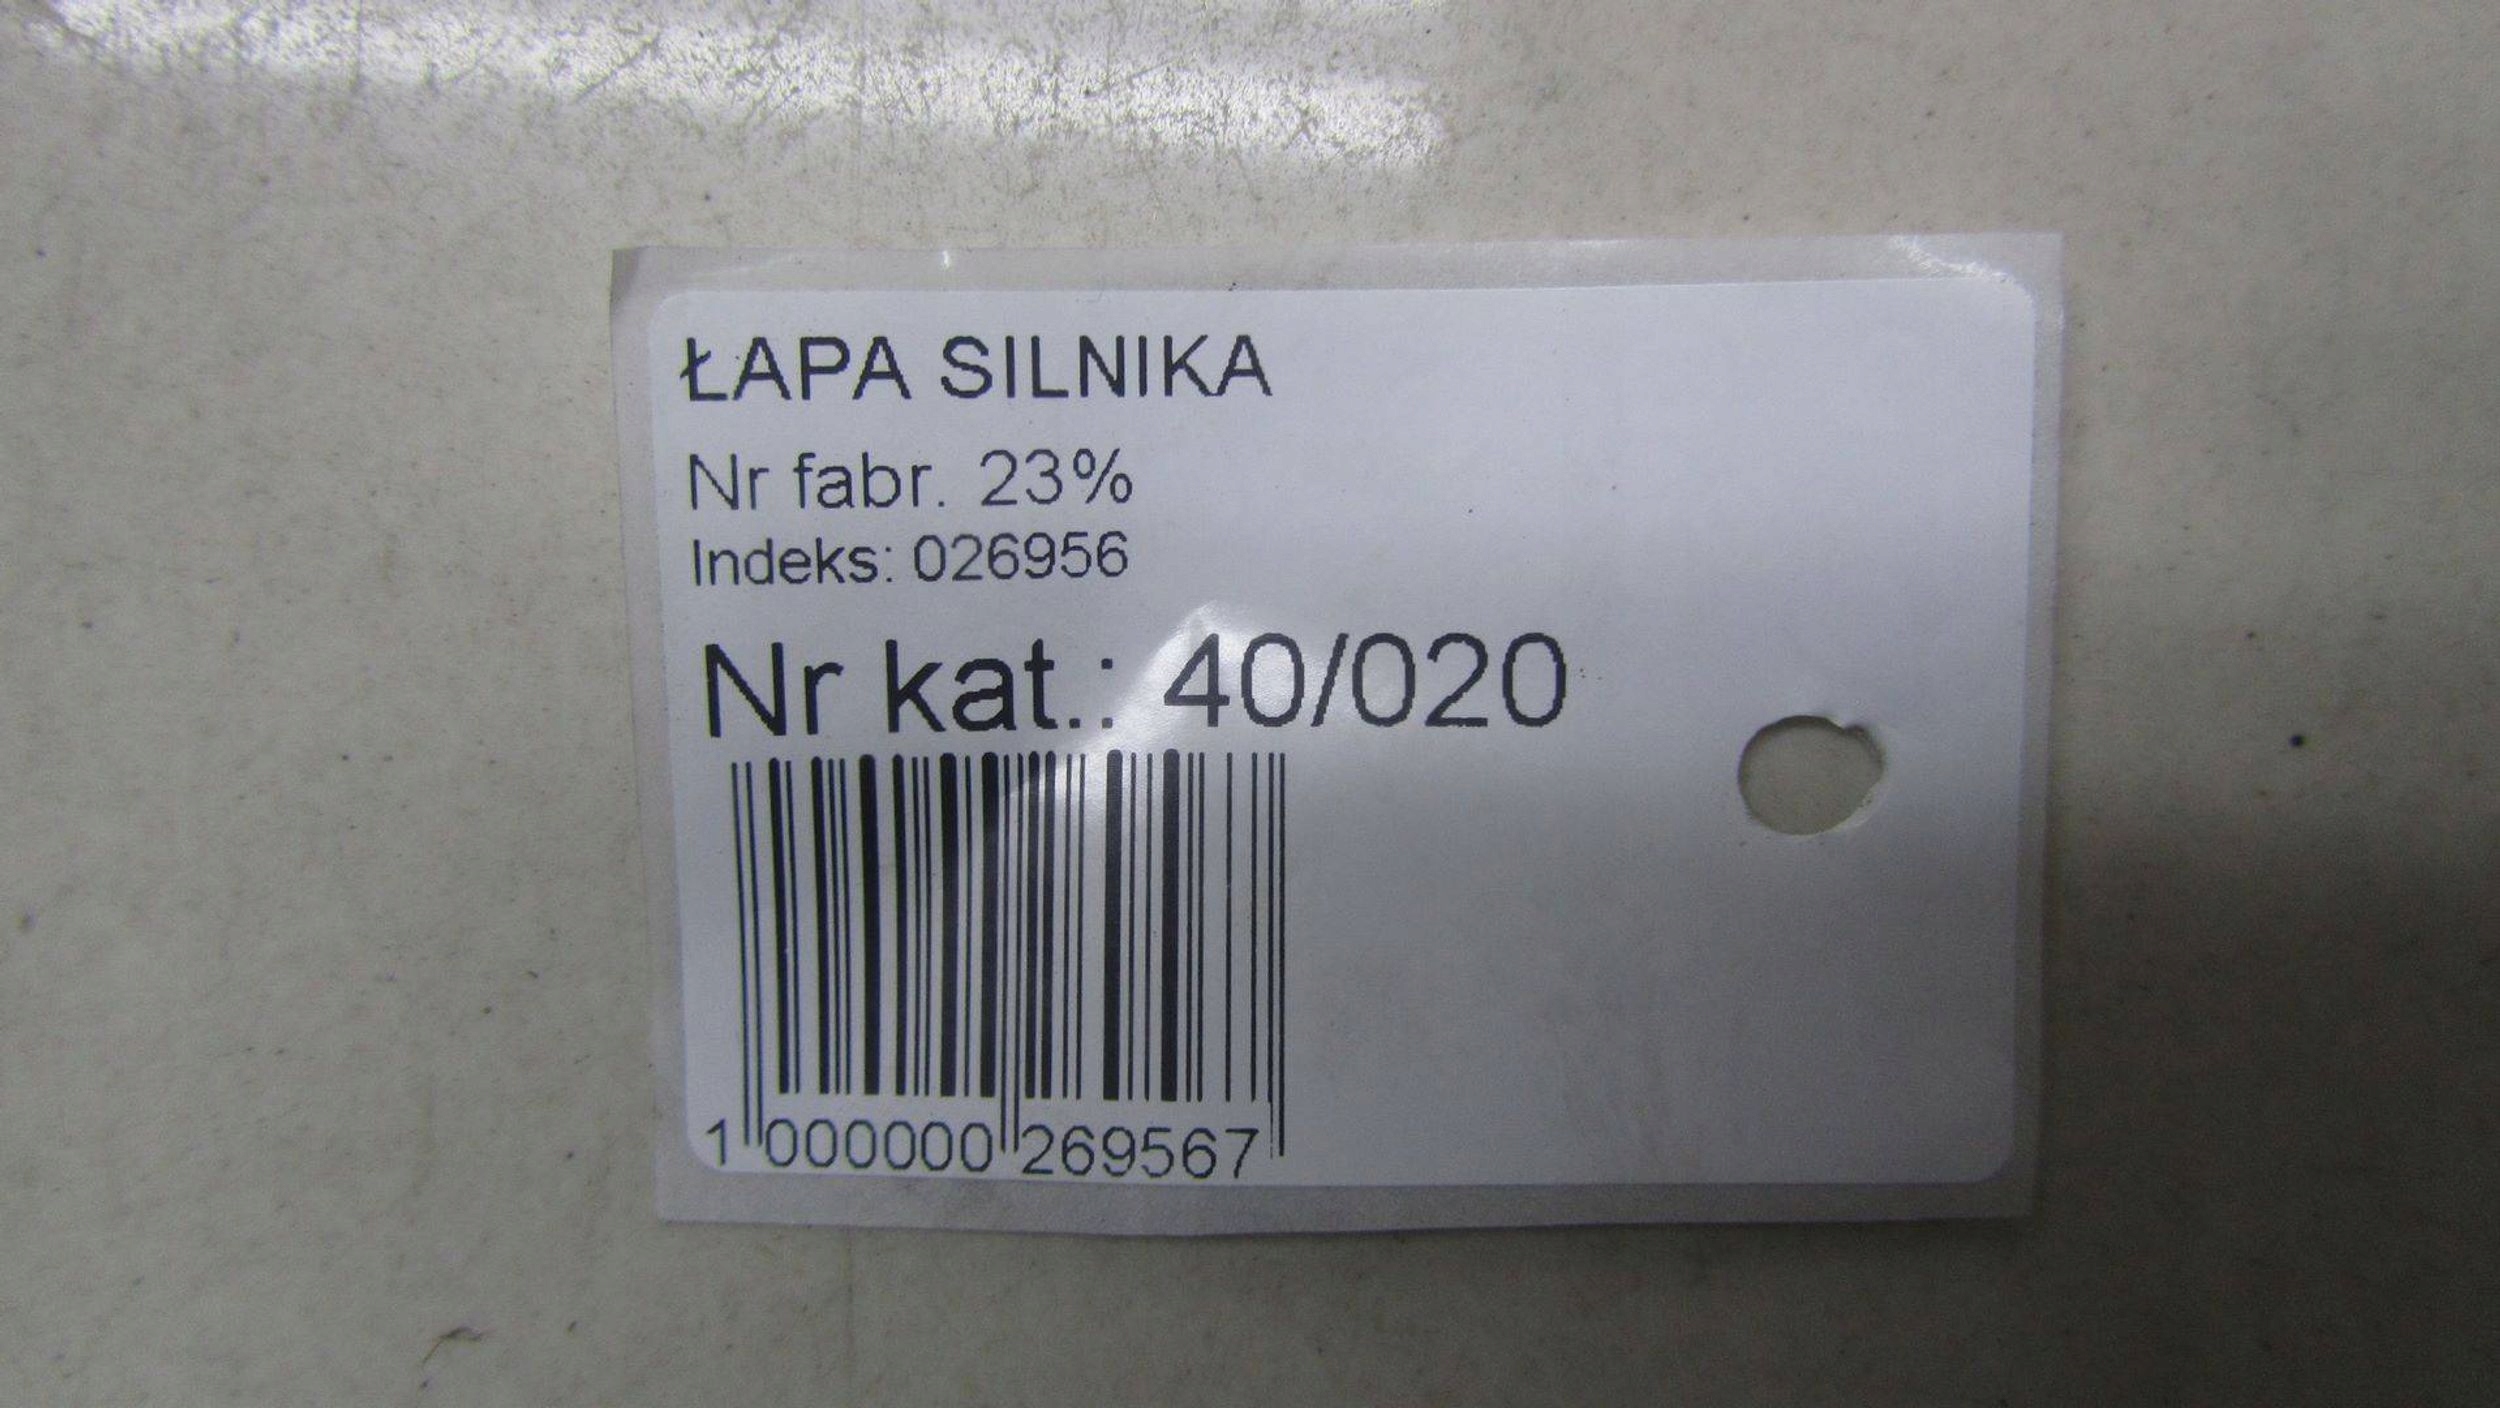 ŁAPA SILNIKA
Nr fabr. 23%
Indeks: 026956
Nr kat.: 40/020
1 000000 269567